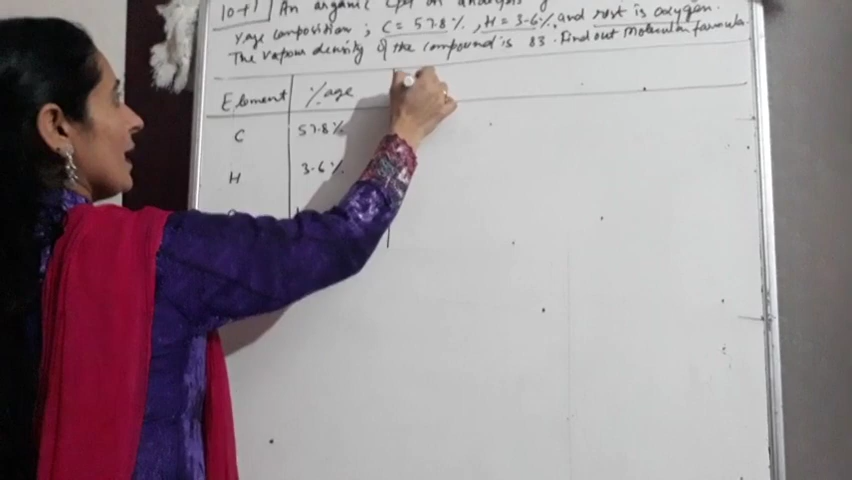 10+1 An organic cpd on analysis
%age composition ; C = 57.8 %. , H = 3.6 %. and rest is oxygen.
The vapour density of the compound is 83. Find out Molecular formula.
Element %age
C 57.8 %.
H 3.6 %.